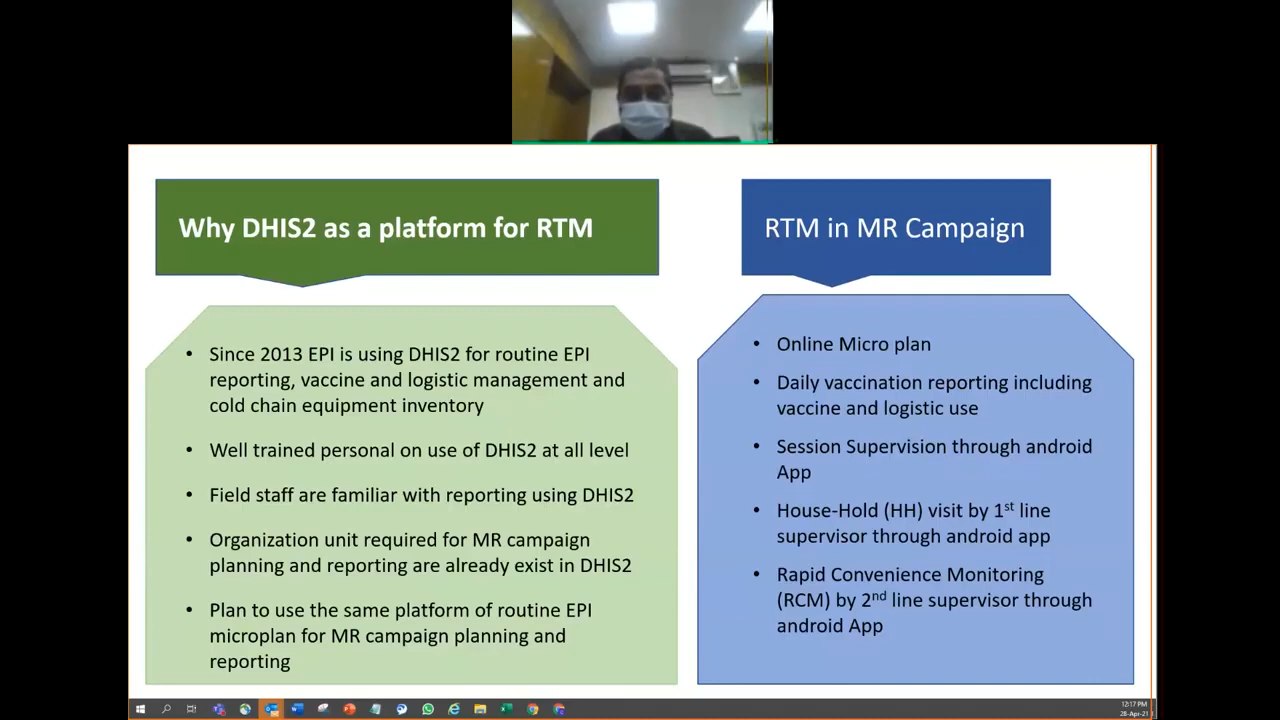 Why DHIS2 as a platform for RTM
• Since 2013 EPI is using DHIS2 for routine EPI
reporting, vaccine and logistic management and
cold chain equipment inventory
• Well trained personal on use of DHIS2 at all level
• Field staff are familiar with reporting using DHIS2
• Organization unit required for MR campaign
planning and reporting are already exist in DHIS2
• Plan to use the same platform of routine EPI
microplan for MR campaign planning and
reporting
RTM in MR Campaign
• Online Micro plan
• Daily vaccination reporting including
vaccine and logistic use
• Session Supervision through android
App
• House-Hold (HH) visit by 1st line
supervisor through android app
• Rapid Convenience Monitoring
(RCM) by 2nd line supervisor through
android App
12:17 PM
28-Apr-21